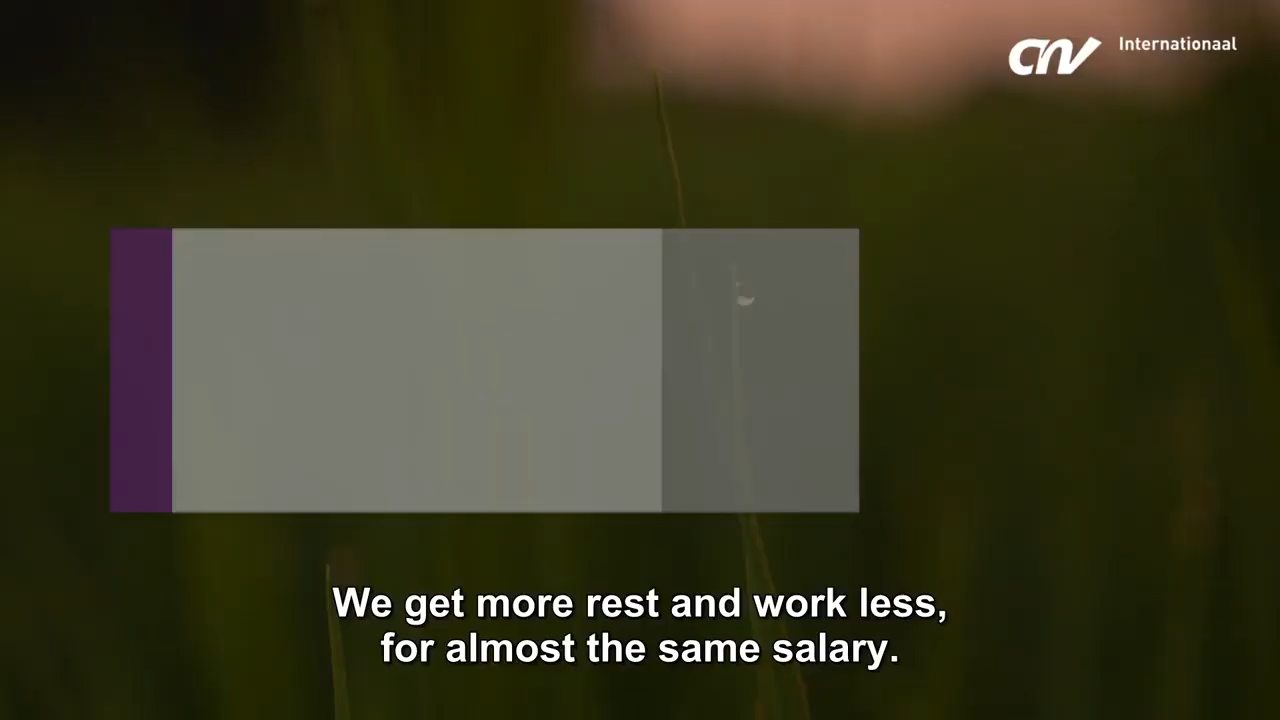 CNV Internationaal
We get more rest and work less,
for almost the same salary.